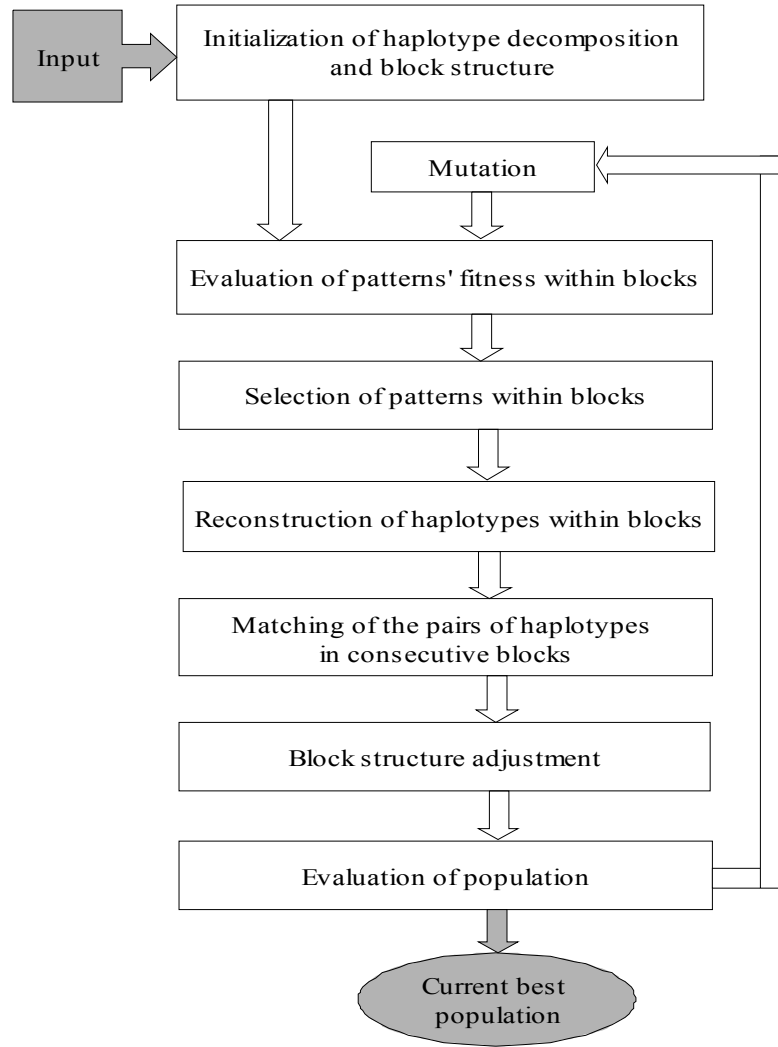 Input
Initialization of haplotype decomposition
and block structure
Mutation
Evaluation of patterns' fitness within blocks
Selection of patterns within blocks
Reconstruction of haplotypes within blocks
Matching of the pairs of haplotypes
in consecutive blocks
Block structure adjustment
Evaluation of population
Current best
population